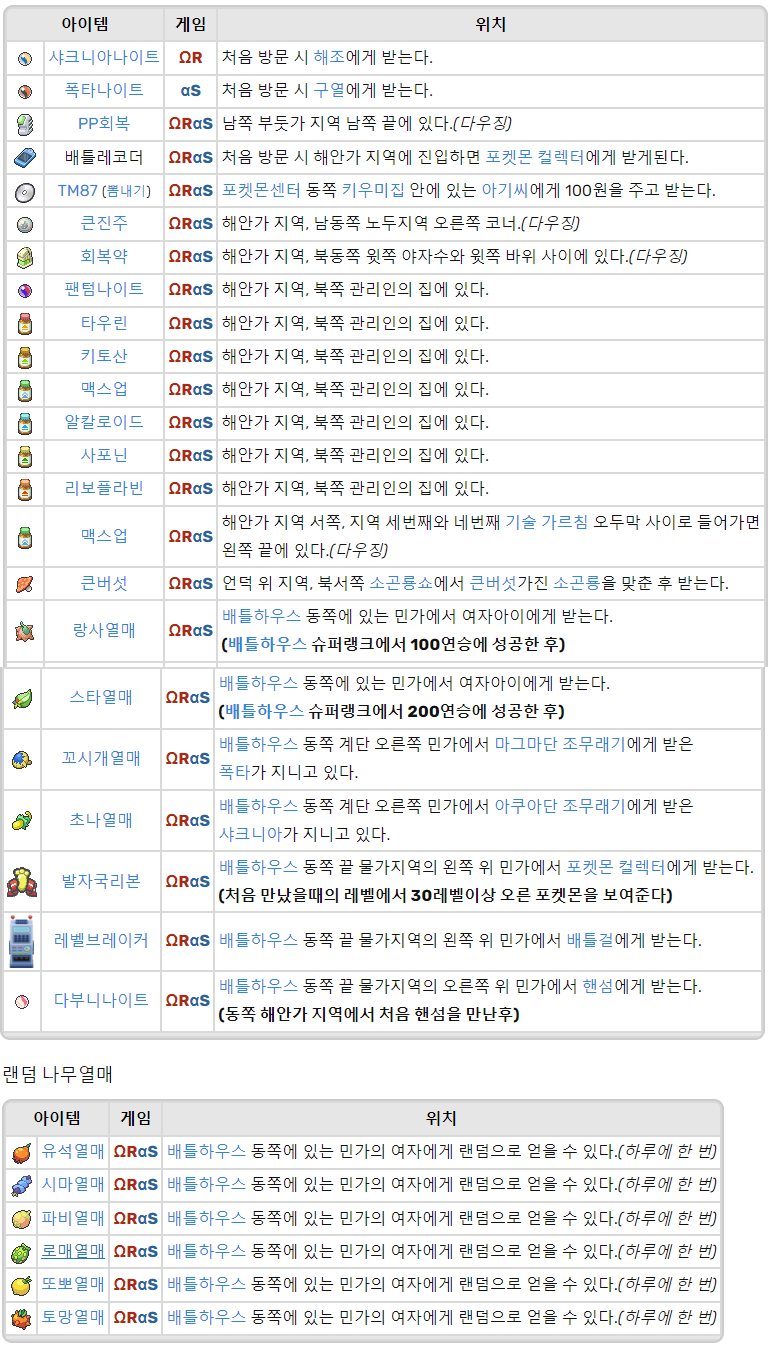 아이템 게임 위치
샤크니아나이트 ΩR 처음 방문 시 해조에게 받는다.
폭타나이트 αS 처음 방문 시 구열에게 받는다.
PP회복 ΩRαS 남쪽 부둣가 지역 남쪽 끝에 있다.(다우징)
배틀레코더 ΩRαS 처음 방문 시 해안가 지역에 진입하면 포켓몬 컬렉터에게 받게된다.
TM87 (뽐내기) ΩRαS 포켓몬센터 동쪽 키우미집 안에 있는 아기씨에게 100원을 주고 받는다.
큰진주 ΩRαS 해안가 지역, 남동쪽 노두지역 오른쪽 코너.(다우징)
회복약 ΩRαS 해안가 지역, 북동쪽 윗쪽 야자수와 윗쪽 바위 사이에 있다.(다우징)
팬텀나이트 ΩRαS 해안가 지역, 북쪽 관리인의 집에 있다.
타우린 ΩRαS 해안가 지역, 북쪽 관리인의 집에 있다.
키토산 ΩRαS 해안가 지역, 북쪽 관리인의 집에 있다.
맥스업 ΩRαS 해안가 지역, 북쪽 관리인의 집에 있다.
알칼로이드 ΩRαS 해안가 지역, 북쪽 관리인의 집에 있다.
사포닌 ΩRαS 해안가 지역, 북쪽 관리인의 집에 있다.
리보플라빈 ΩRαS 해안가 지역, 북쪽 관리인의 집에 있다.
맥스업 ΩRαS 해안가 지역 서쪽, 지역 세번째와 네번째 기술 가르침 오두막 사이로 들어가면
왼쪽 끝에 있다.(다우징)
큰버섯 ΩRαS 언덕 위 지역, 북서쪽 소곤룡쇼에서 큰버섯가진 소곤룡을 맞춘 후 받는다.
랑사열매 ΩRαS 배틀하우스 동쪽에 있는 민가에서 여자아이에게 받는다.
(배틀하우스 슈퍼랭크에서 100연승에 성공한 후)
스타열매 ΩRαS 배틀하우스 동쪽에 있는 민가에서 여자아이에게 받는다.
(배틀하우스 슈퍼랭크에서 200연승에 성공한 후)
꼬시개열매 ΩRαS 배틀하우스 동쪽 계단 오른쪽 민가에서 마그마단 조무래기에게 받은
폭타가 지니고 있다.
초나열매 ΩRαS 배틀하우스 동쪽 계단 오른쪽 민가에서 아쿠아단 조무래기에게 받은
샤크니아가 지니고 있다.
발자국리본 ΩRαS 배틀하우스 동쪽 끝 물가지역의 왼쪽 위 민가에서 포켓몬 컬렉터에게 받는다.
(처음 만났을때의 레벨에서 30레벨이상 오른 포켓몬을 보여준다)
레벨브레이커 ΩRαS 배틀하우스 동쪽 끝 물가지역의 왼쪽 위 민가에서 배틀걸에게 받는다.
다부니나이트 ΩRαS 배틀하우스 동쪽 끝 물가지역의 오른쪽 위 민가에서 핸섬에게 받는다.
(동쪽 해안가 지역에서 처음 핸섬을 만난후)
랜덤 나무열매
아이템 게임 위치
유석열매 ΩRαS 배틀하우스 동쪽에 있는 민가의 여자에게 랜덤으로 얻을 수 있다.(하루에 한 번)
시마열매 ΩRαS 배틀하우스 동쪽에 있는 민가의 여자에게 랜덤으로 얻을 수 있다.(하루에 한 번)
파비열매 ΩRαS 배틀하우스 동쪽에 있는 민가의 여자에게 랜덤으로 얻을 수 있다.(하루에 한 번)
로매열매 ΩRαS 배틀하우스 동쪽에 있는 민가의 여자에게 랜덤으로 얻을 수 있다.(하루에 한 번)
또뽀열매 ΩRαS 배틀하우스 동쪽에 있는 민가의 여자에게 랜덤으로 얻을 수 있다.(하루에 한 번)
토망열매 ΩRαS 배틀하우스 동쪽에 있는 민가의 여자에게 랜덤으로 얻을 수 있다.(하루에 한 번)